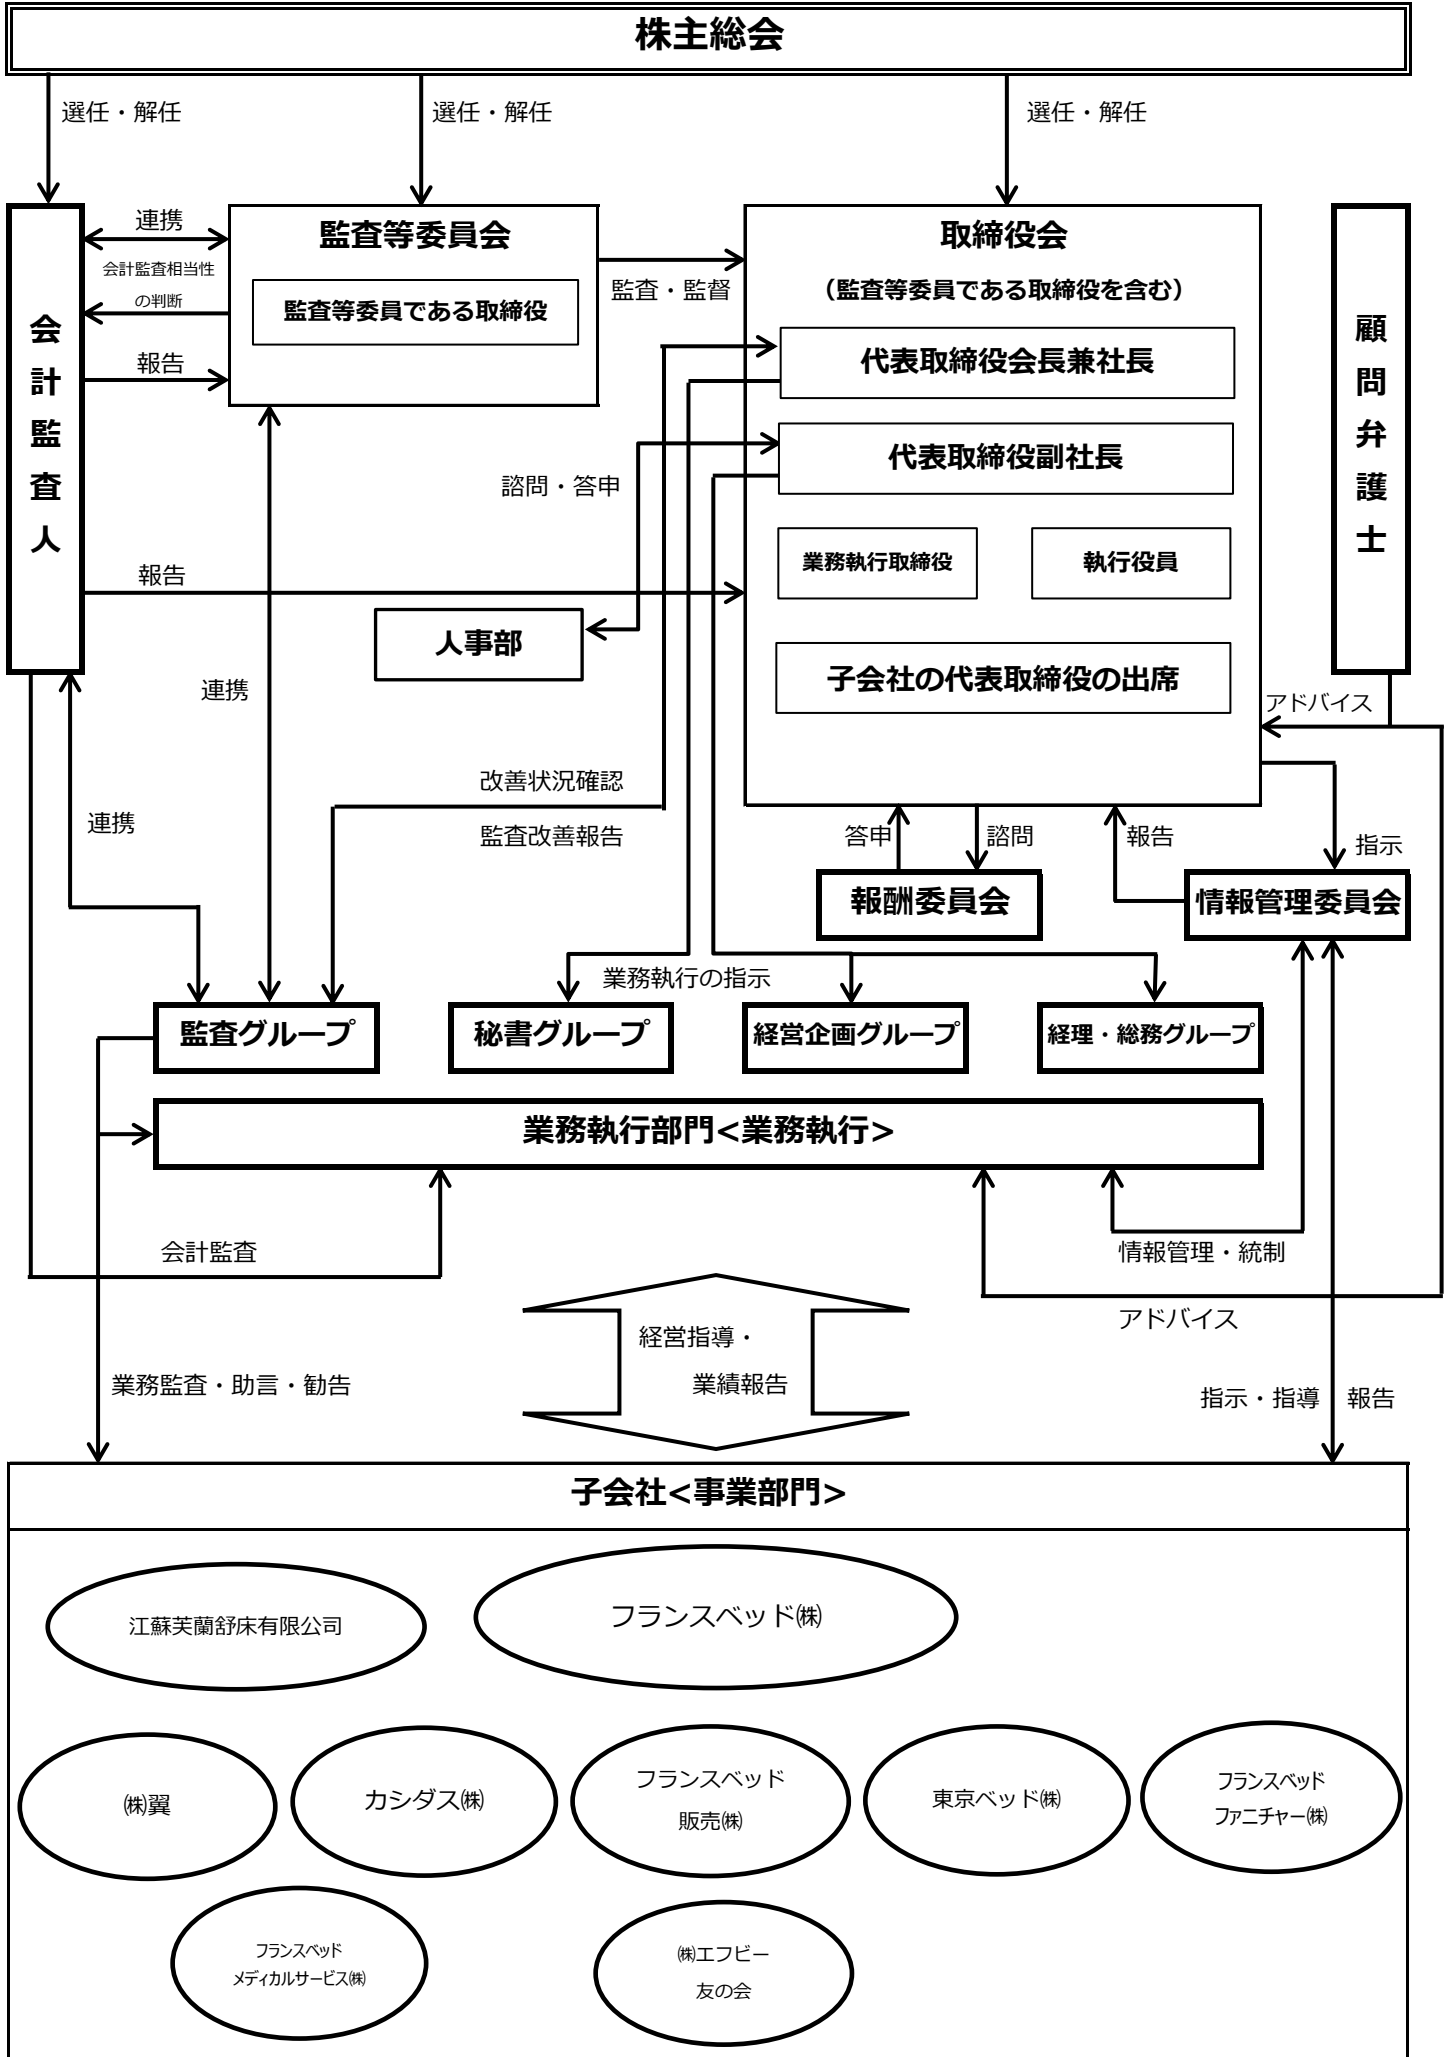 株主総会
選任・解任
選任・解任
選任・解任
会計監査人
連携
会計監査相当性
の判断
報告
監査等委員会
監査等委員である取締役
監査・監督
取締役会
（監査等委員である取締役を含む）
代表取締役会長兼社長
代表取締役副社長
業務執行取締役
執行役員
子会社の代表取締役の出席
顧問弁護士
諮問・答申
報告
人事部
連携
アドバイス
改善状況確認
監査改善報告
連携
答申
諮問
報告
指示
報酬委員会
情報管理委員会
業務執行の指示
監査グループ
秘書グループ
経営企画グループ
経理・総務グループ
業務執行部門<業務執行>
会計監査
情報管理・統制
アドバイス
経営指導・
業績報告
業務監査・助言・勧告
指示・指導
報告
子会社<事業部門>
江蘇芙蘭舒床有限公司
フランスベッド㈱
㈱翼
カシダス㈱
フランスベッド
販売㈱
東京ベッド㈱
フランスベッド
ファニチャー㈱
フランスベッド
メディカルサービス㈱
㈱エフビー
友の会